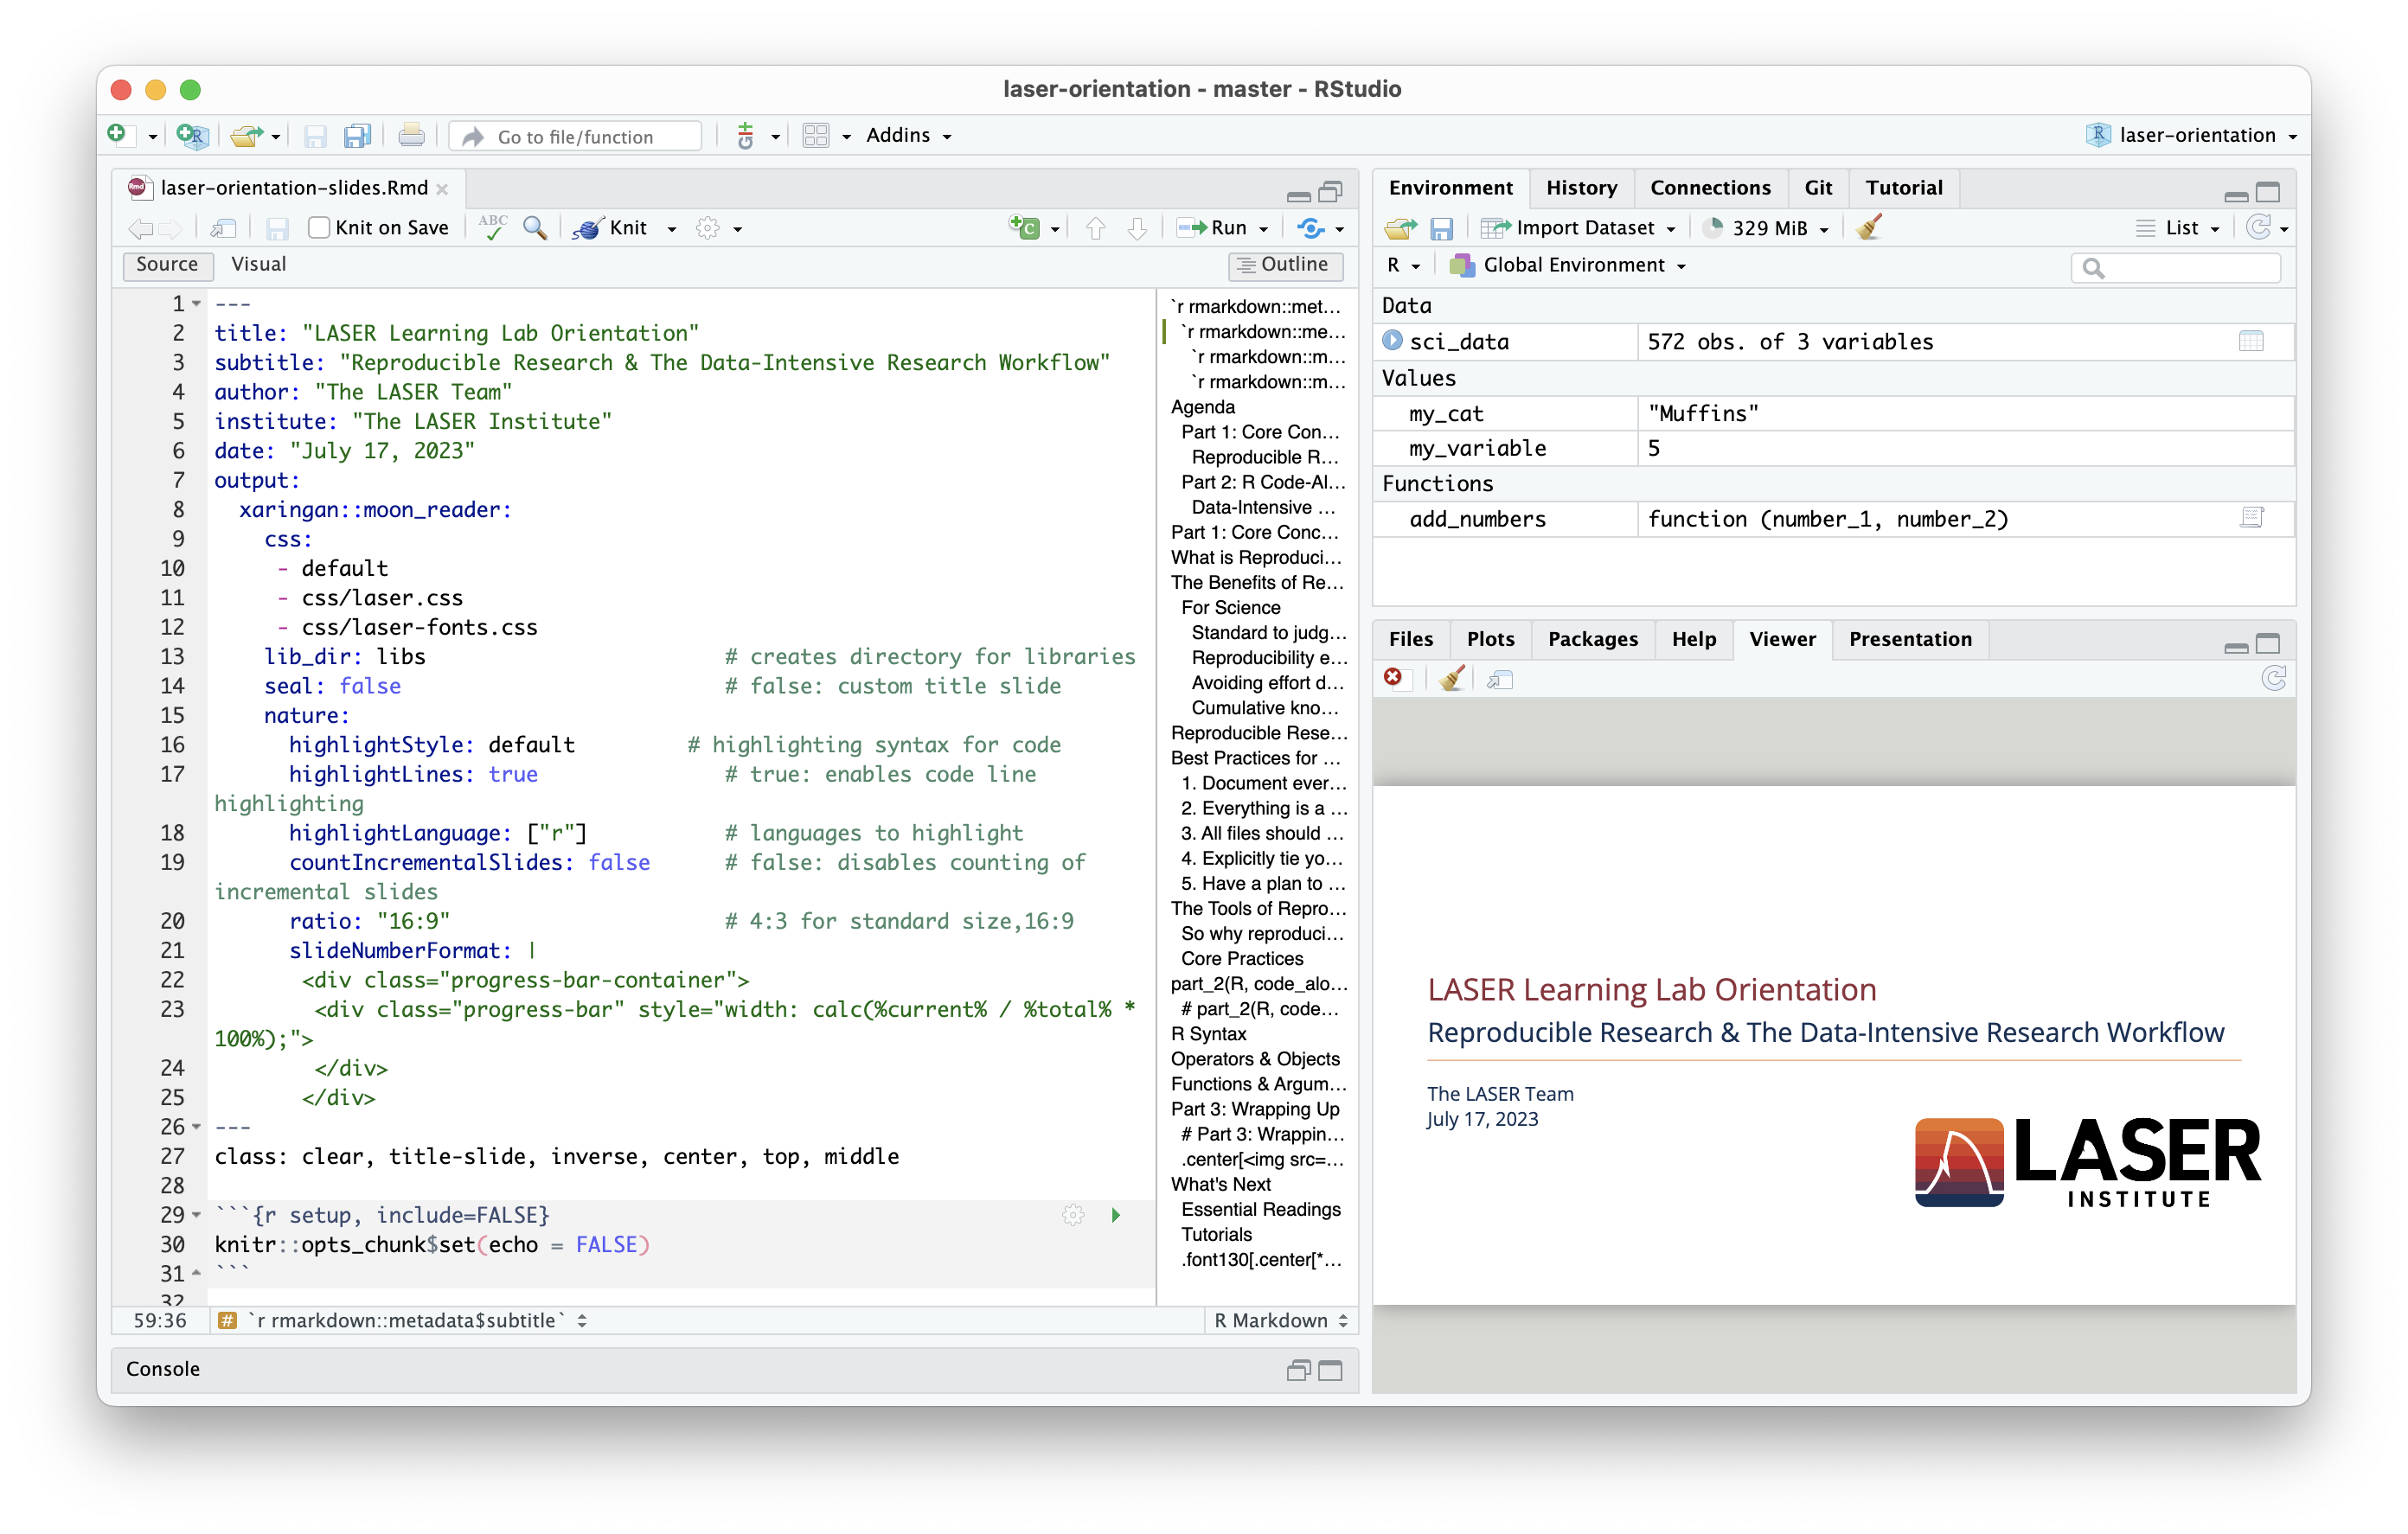 laser-orientation - master - RStudio
Go to file/function
Addins
laser-orientation
laser-orientation-slides.Rmd
Knit on Save
ABC
Knit
Run
Source
Visual
Outline
1 ---
2 title: "LASER Learning Lab Orientation"
3 subtitle: "Reproducible Research & The Data-Intensive Research Workflow"
4 author: "The LASER Team"
5 institute: "The LASER Institute"
6 date: "July 17, 2023"
7 output:
8   xaringan::moon_reader:
9     css:
10      - default
11      - css/laser.css
12      - css/laser-fonts.css
13    lib_dir: libs                        # creates directory for libraries
14    seal: false                          # false: custom title slide
15    nature:
16      highlightStyle: default         # highlighting syntax for code
17      highlightLines: true               # true: enables code line
highlighting
18      highlightLanguage: ["r"]           # languages to highlight
19      countIncrementalSlides: false      # false: disables counting of
incremental slides
20      ratio: "16:9"                      # 4:3 for standard size,16:9
21      slideNumberFormat: |
22       <div class="progress-bar-container">
23        <div class="progress-bar" style="width: calc(%current% / %total% *
100%);">
24        </div>
25       </div>
26 ---
27 class: clear, title-slide, inverse, center, top, middle
28
29 ```{r setup, include=FALSE}
30 knitr::opts_chunk$set(echo = FALSE)
31 ```
32
`r rmarkdown::met...
`r rmarkdown::me...
`r rmarkdown::m...
`r rmarkdown::m...
Agenda
Part 1: Core Con...
Reproducible R...
Part 2: R Code-Al...
Data-Intensive ...
Part 1: Core Conc...
What is Reproduci...
The Benefits of Re...
For Science
Standard to judg...
Reproducibility e...
Avoiding effort d...
Cumulative kno...
Reproducible Rese...
Best Practices for ...
1. Document ever...
2. Everything is a ...
3. All files should ...
4. Explicitly tie yo...
5. Have a plan to ...
The Tools of Repro...
So why reproduci...
Core Practices
part_2(R, code_alo...
# part_2(R, code...
R Syntax
Operators & Objects
Functions & Argum...
Part 3: Wrapping Up
# Part 3: Wrappin...
.center[<img src=...
What's Next
Essential Readings
Tutorials
.font130[.center[*...
59:36
# `r rmarkdown::metadata$subtitle`
R Markdown
Console
Environment History Connections Git Tutorial
Import Dataset
329 MiB
List
R
Global Environment
Data
sci_data 572 obs. of 3 variables
Values
my_cat "Muffins"
my_variable 5
Functions
add_numbers function (number_1, number_2)
Files Plots Packages Help Viewer Presentation
LASER Learning Lab Orientation
Reproducible Research & The Data-Intensive Research Workflow
The LASER Team
July 17, 2023
LASER
INSTITUTE